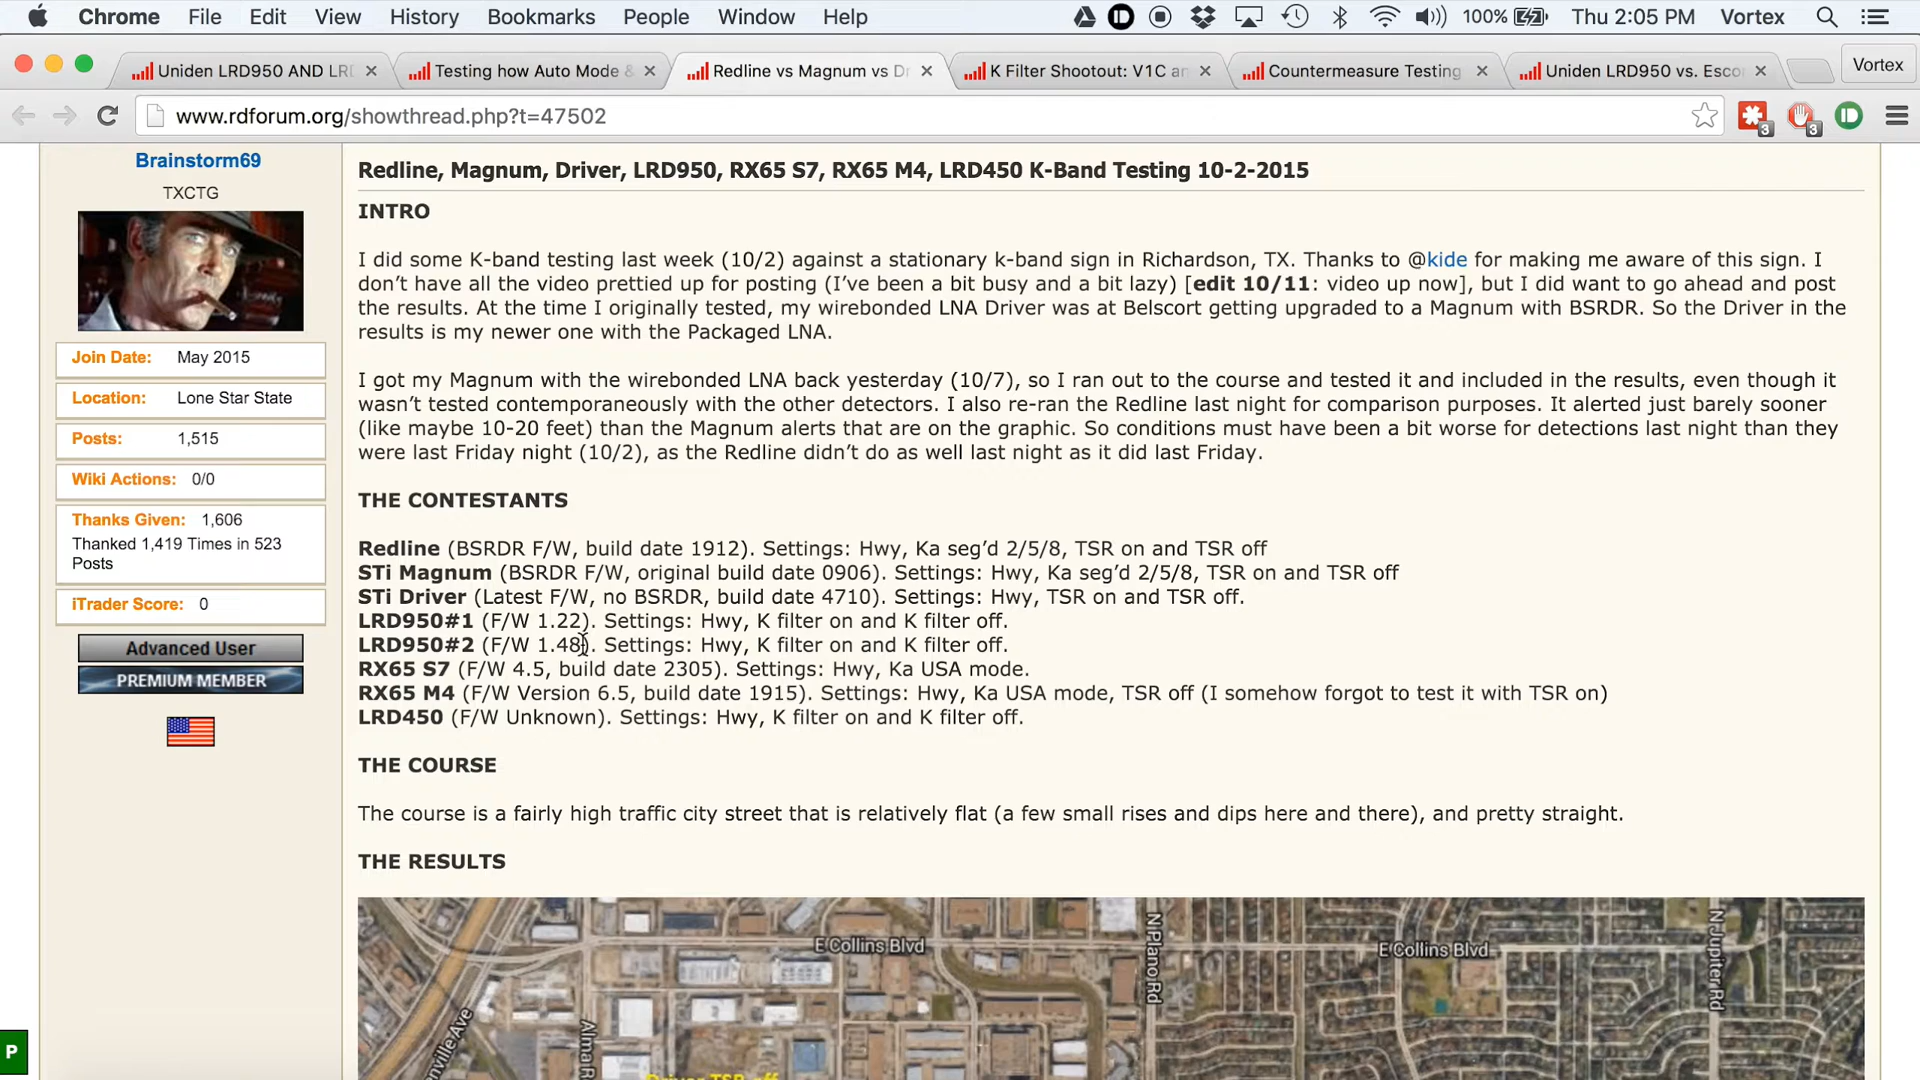 Chrome File Edit View History Bookmarks People Window Help 100% Thu 2:05 PM Vortex
Uniden LRD950 AND LRD
Testing how Auto Mode &
Redline vs Magnum vs Dr
K Filter Shootout: V1C an
Countermeasure Testing
Uniden LRD950 vs. Esco
Vortex
www.rdforum.org/showthread.php?t=47502
3
3
Brainstorm69
TXCTG
Join Date: May 2015
Location: Lone Star State
Posts: 1,515
Wiki Actions: 0/0
Thanks Given: 1,606
Thanked 1,419 Times in 523
Posts
iTrader Score: 0
Advanced User
PREMIUM MEMBER
Redline, Magnum, Driver, LRD950, RX65 S7, RX65 M4, LRD450 K-Band Testing 10-2-2015
INTRO
I did some K-band testing last week (10/2) against a stationary k-band sign in Richardson, TX. Thanks to @kide for making me aware of this sign. I
don't have all the video prettied up for posting (I've been a bit busy and a bit lazy) [edit 10/11: video up now], but I did want to go ahead and post
the results. At the time I originally tested, my wirebonded LNA Driver was at Belscort getting upgraded to a Magnum with BSRDR. So the Driver in the
results is my newer one with the Packaged LNA.
I got my Magnum with the wirebonded LNA back yesterday (10/7), so I ran out to the course and tested it and included in the results, even though it
wasn't tested contemporaneously with the other detectors. I also re-ran the Redline last night for comparison purposes. It alerted just barely sooner
(like maybe 10-20 feet) than the Magnum alerts that are on the graphic. So conditions must have been a bit worse for detections last night than they
were last Friday night (10/2), as the Redline didn't do as well last night as it did last Friday.
THE CONTESTANTS
Redline (BSRDR F/W, build date 1912). Settings: Hwy, Ka seg'd 2/5/8, TSR on and TSR off
STi Magnum (BSRDR F/W, original build date 0906). Settings: Hwy, Ka seg'd 2/5/8, TSR on and TSR off
STi Driver (Latest F/W, no BSRDR, build date 4710). Settings: Hwy, TSR on and TSR off.
LRD950#1 (F/W 1.22). Settings: Hwy, K filter on and K filter off.
LRD950#2 (F/W 1.48). Settings: Hwy, K filter on and K filter off.
RX65 S7 (F/W 4.5, build date 2305). Settings: Hwy, Ka USA mode.
RX65 M4 (F/W Version 6.5, build date 1915). Settings: Hwy, Ka USA mode, TSR off (I somehow forgot to test it with TSR on)
LRD450 (F/W Unknown). Settings: Hwy, K filter on and K filter off.
THE COURSE
The course is a fairly high traffic city street that is relatively flat (a few small rises and dips here and there), and pretty straight.
THE RESULTS
E Collins Blvd
N Plano Rd
E Collins Blvd
N Jupiter Rd
nville Ave
Alma R
Driver TSR off
P